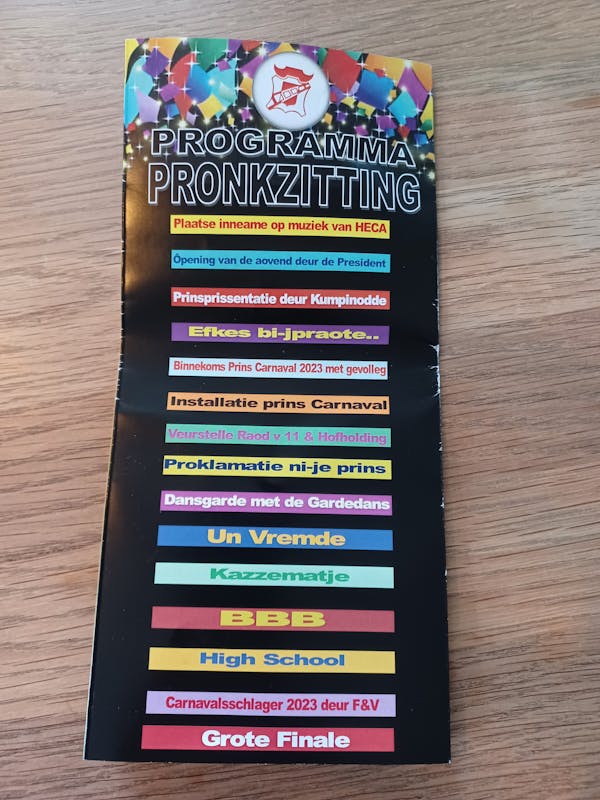 PROGRAMMA
PRONKZITTING
Plaatse inneame op muziek van HECA
Ôpening van de aovend deur de President
Prinsprissentatie deur Kumpinodde
Efkes bi-jpraote..
Binnekoms Prins Carnaval 2023 met gevolleg
Installatie prins Carnaval
Veurstelle Raod v 11 & Hofholding
Proklamatie ni-je prins
Dansgarde met de Gardedans
Un Vremde
Kazzematje
BBB
High School
Carnavalsschlager 2023 deur F&V
Grote Finale